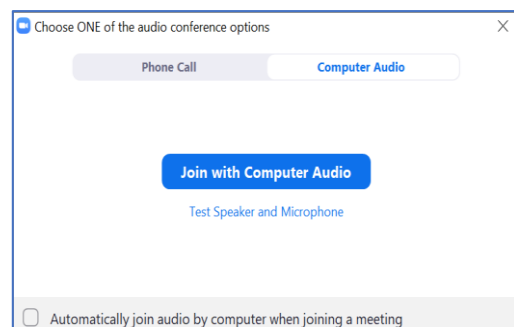 Choose ONE of the audio conference options
Phone Call Computer Audio
Join with Computer Audio
Test Speaker and Microphone
Automatically join audio by computer when joining a meeting